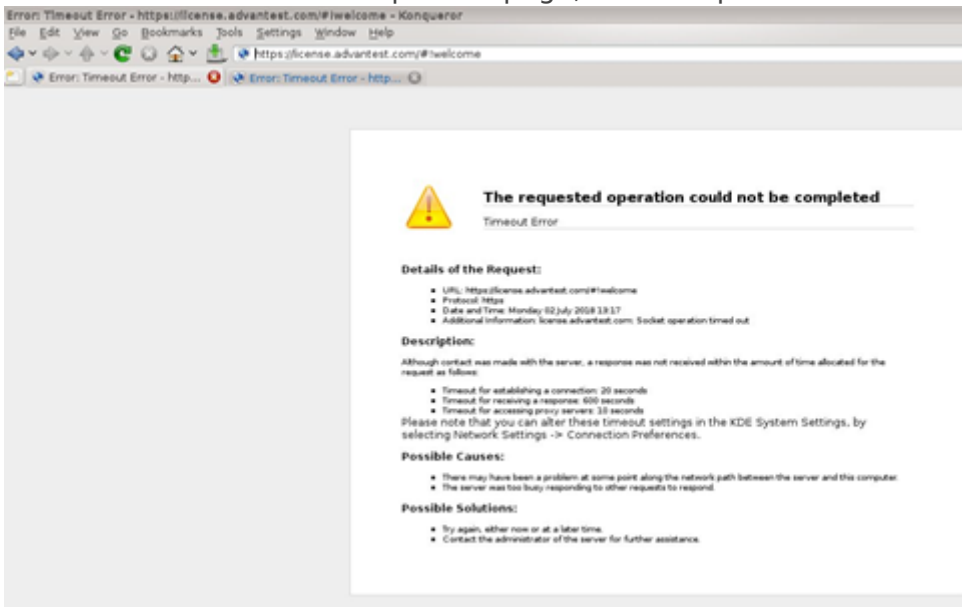 Error: Timeout Error - https://license.advantest.com/#!welcome - Konqueror
File Edit View Go Bookmarks Tools Settings Window Help
https://license.advantest.com/#!welcome
Error: Timeout Error - http... Error: Timeout Error - http...
The requested operation could not be completed
Timeout Error
Details of the Request:
URL: https://license.advantest.com/#!welcome
Protocol: https
Date and Time: Monday 02 July 2018 13:17
Additional Information: license.advantest.com: Socket operation timed out
Description:
Although contact was made with the server, a response was not received within the amount of time allocated for the
request as follows:
Timeout for establishing a connection: 20 seconds
Timeout for receiving a response: 600 seconds
Timeout for accessing proxy servers: 10 seconds
Please note that you can alter these timeout settings in the KDE System Settings, by
selecting Network Settings -> Connection Preferences.
Possible Causes:
There may have been a problem at some point along the network path between the server and this computer.
The server was too busy responding to other requests to respond.
Possible Solutions:
Try again, either now or at a later time.
Contact the administrator of the server for further assistance.